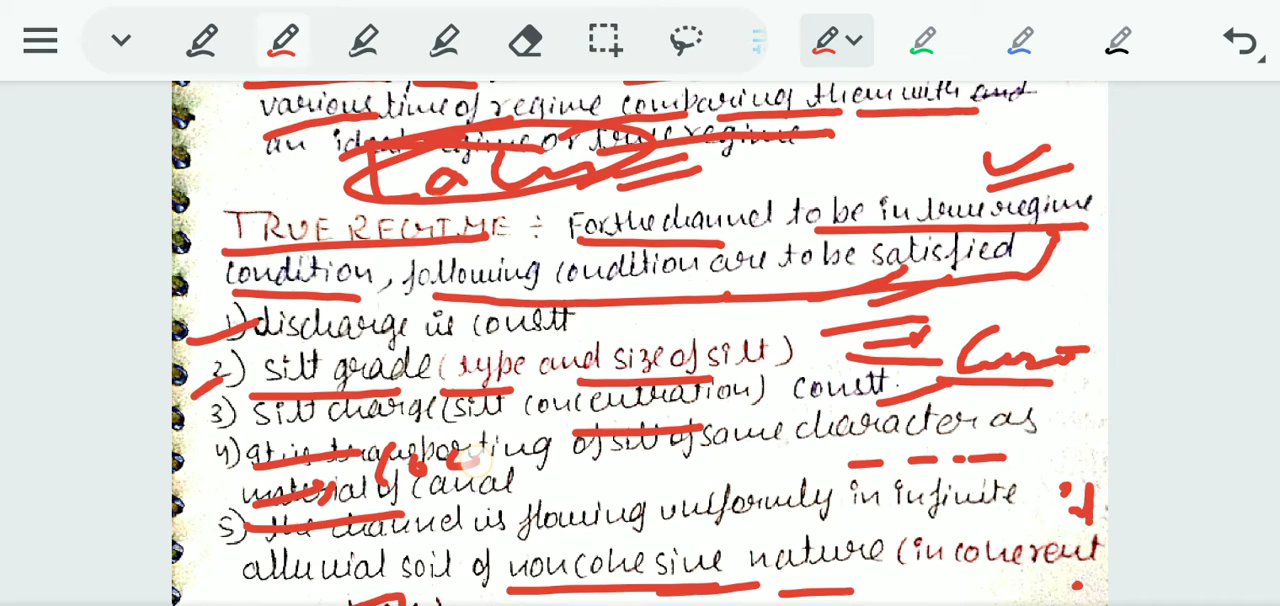 various time of regime comparing them with and
an ideal regime or true regime
TRUE REGIME ÷ For the channel to be in true regime
condition, following condition are to be satisfied
1) discharge is constt
2) silt grade (type and size of silt)
3) silt charge (silt concentration) constt.
4) it is transporting of silt of same character as
material of canal
5) the channel is flowing uniformly in infinite
alluvial soil of noncohesive nature (incoherent